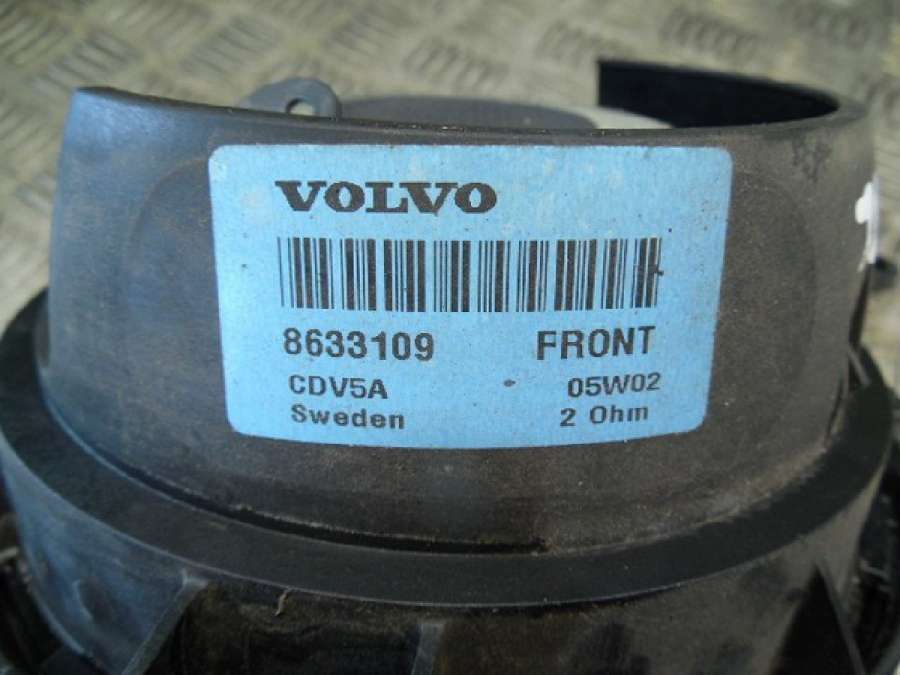 VOLVO
8633109 FRONT
CDV5A 05W02
Sweden 2 Ohm